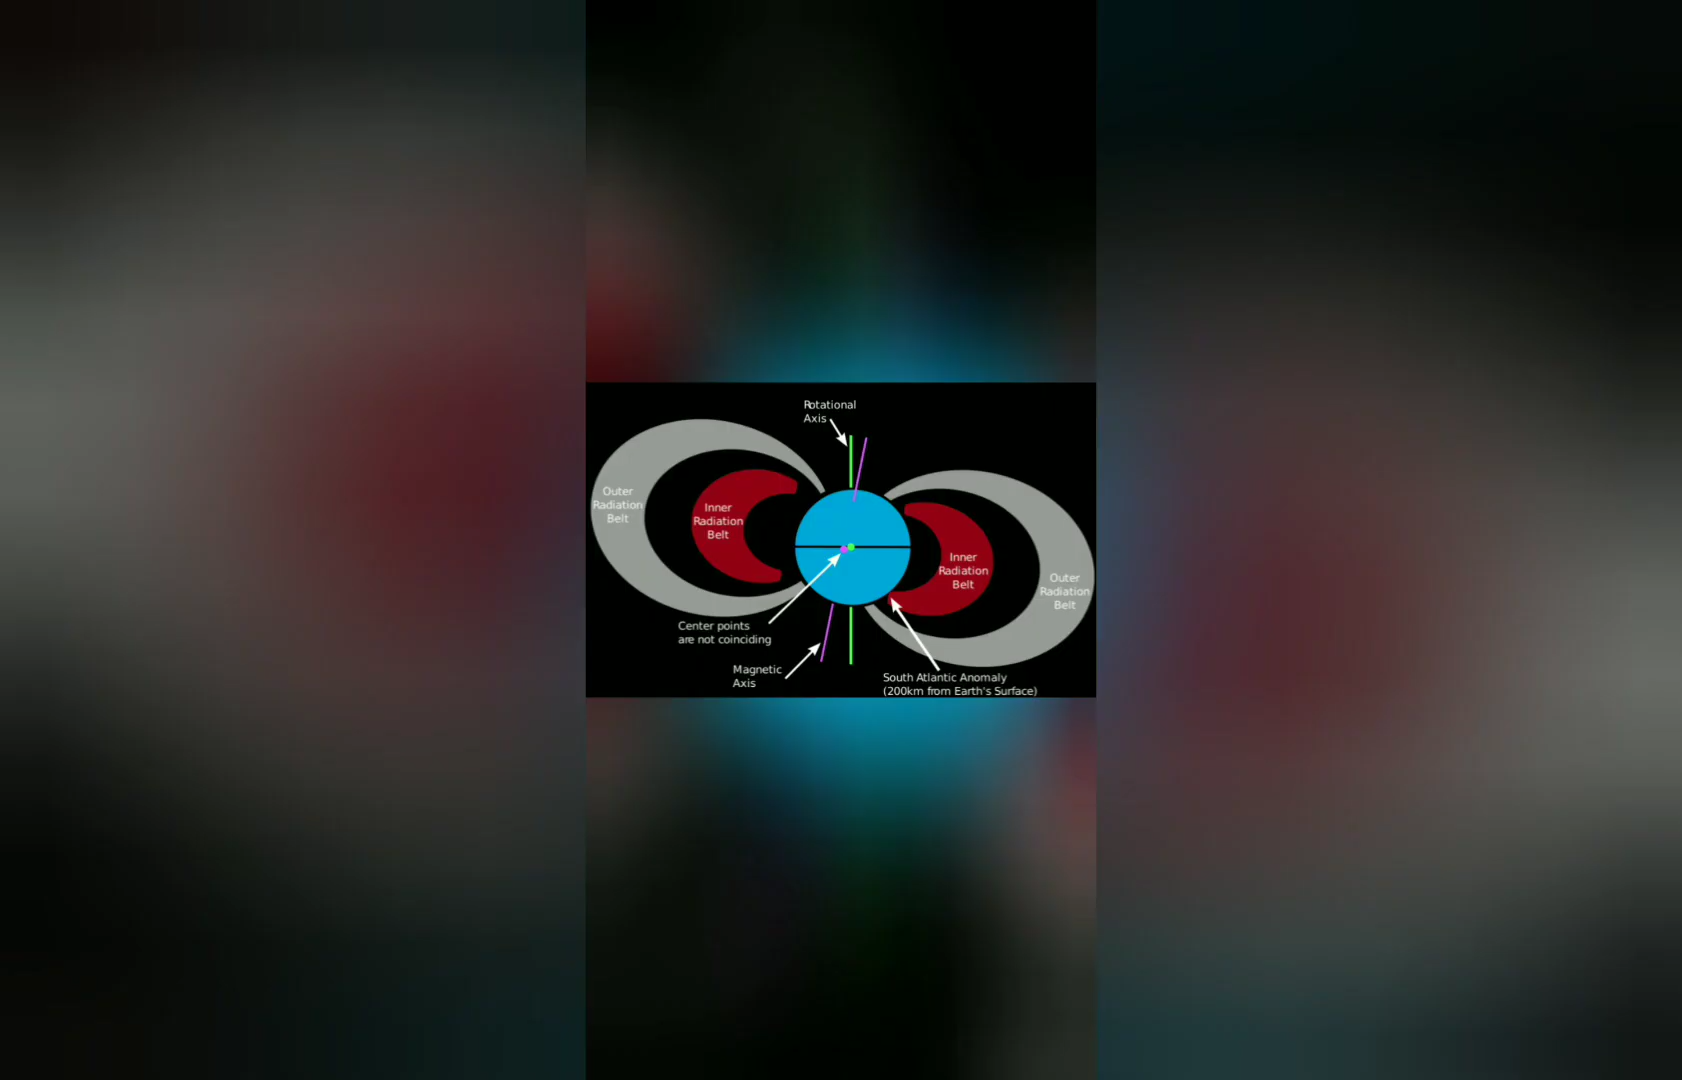 Rotational
Axis
Outer
Radiation
Belt
Inner
Radiation
Belt
Inner
Radiation
Belt
Outer
Radiation
Belt
Center points
are not coinciding
Magnetic
Axis
South Atlantic Anomaly
(200km from Earth's Surface)